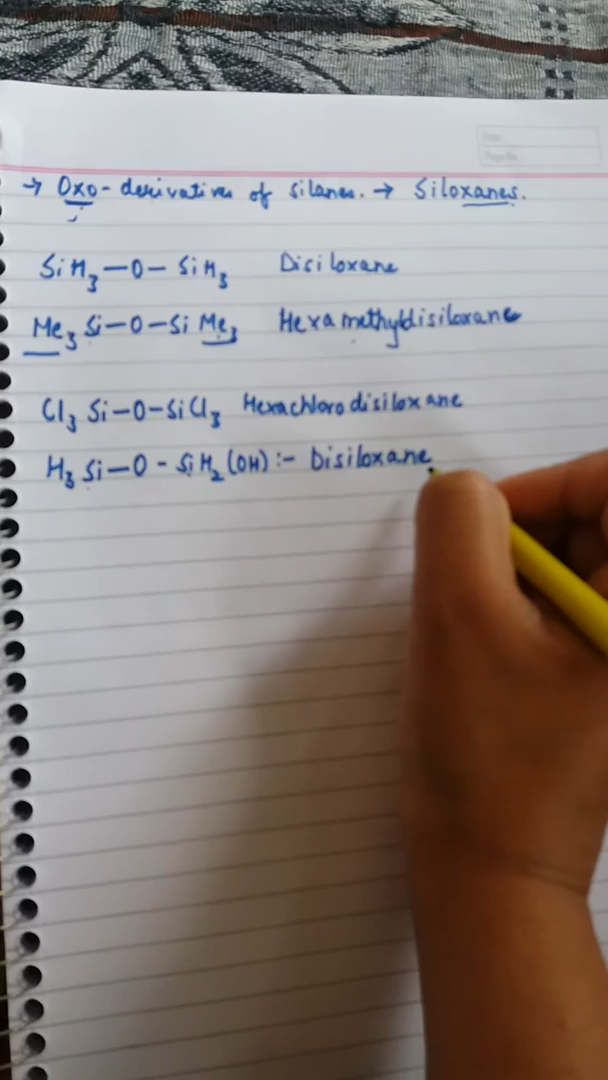 → Oxo-derivatives of silanes. → Siloxanes.
SiH₃—O—SiH₃ Disiloxane
Me₃Si—O—SiMe₃ Hexamethyldisiloxane
Cl₃Si—O—SiCl₃ Hexachlorodisiloxane
H₃Si—O-SiH₂(OH):- Disiloxane